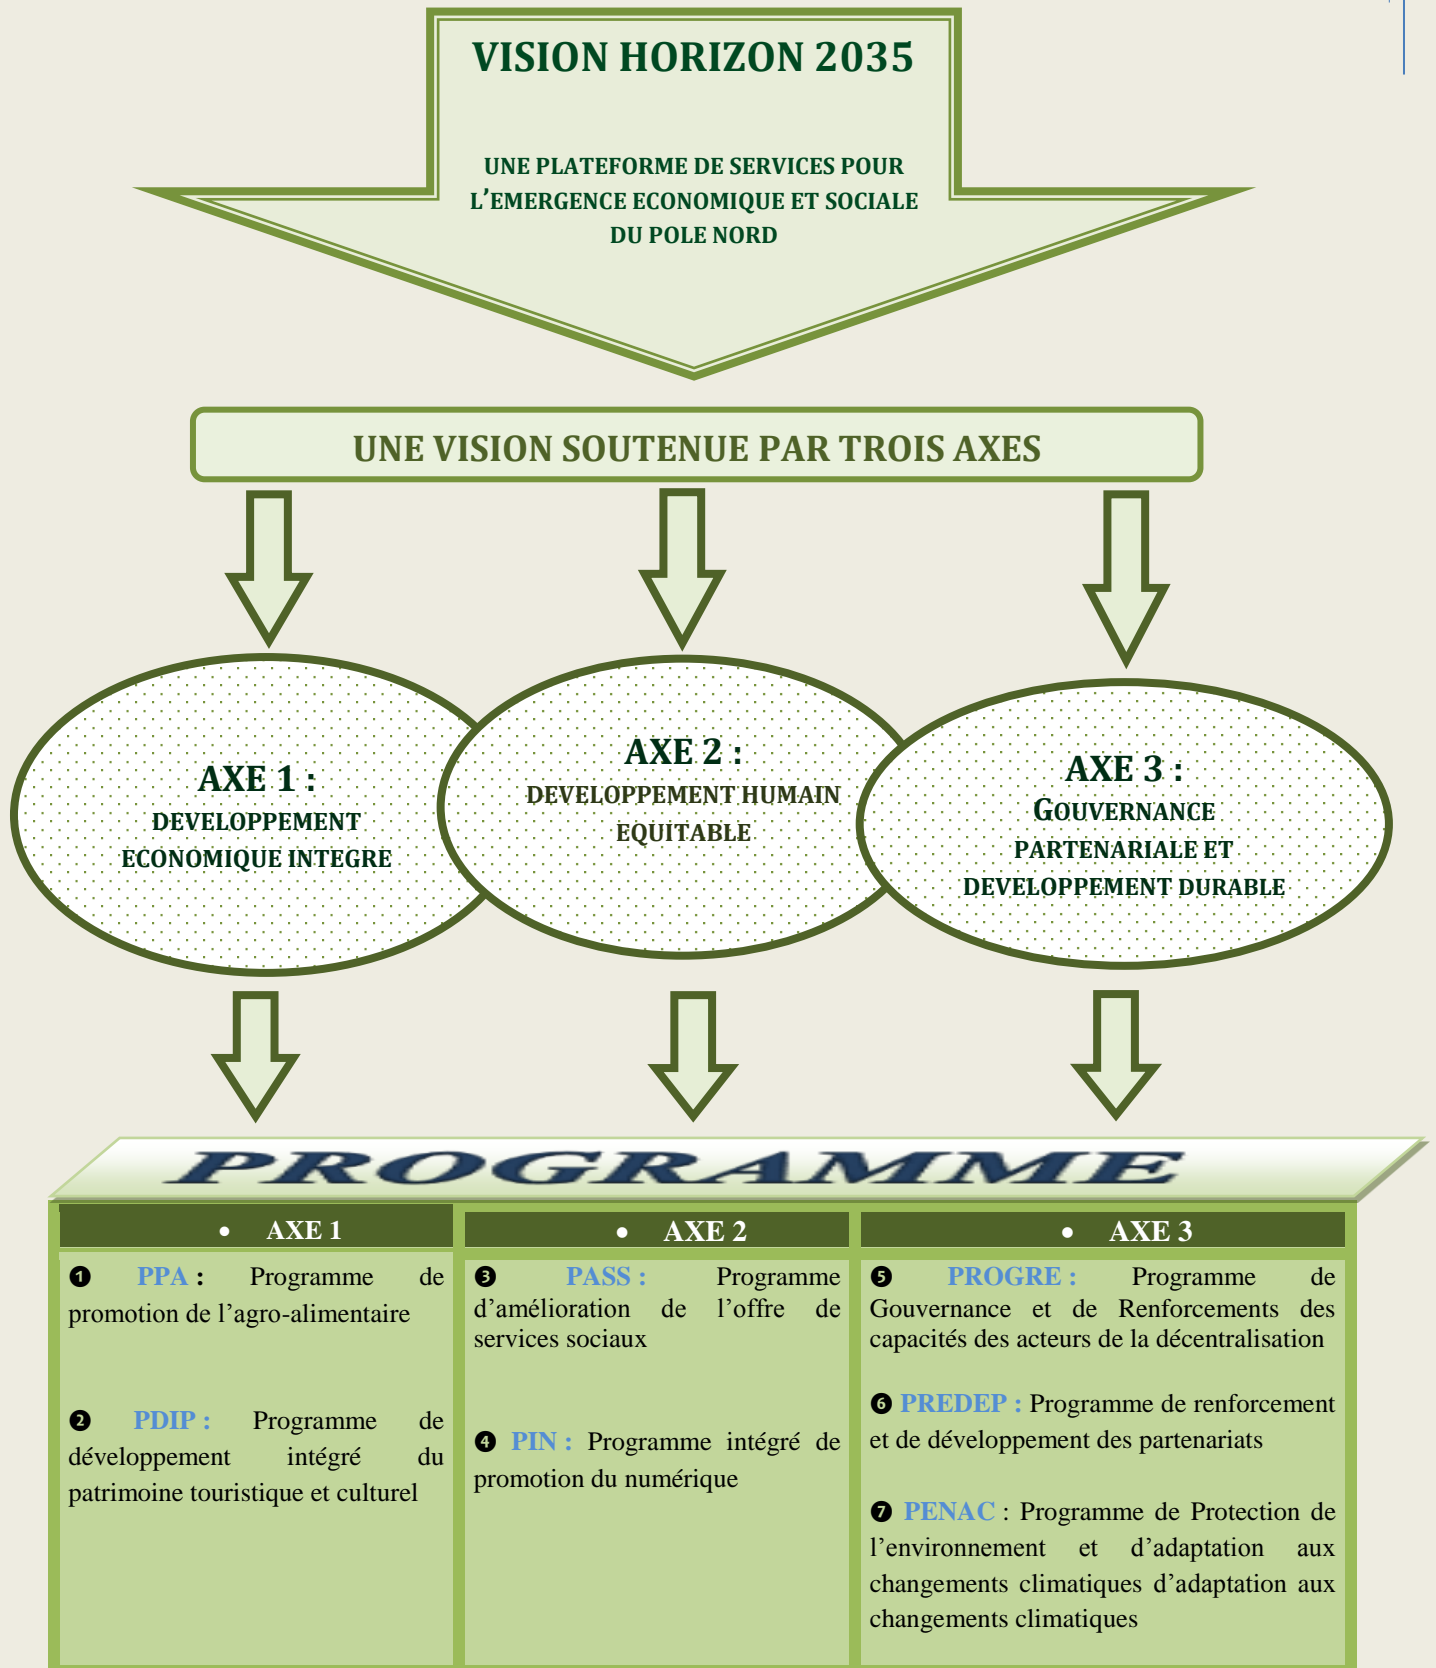 VISION HORIZON 2035
UNE PLATEFORME DE SERVICES POUR
L'EMERGENCE ECONOMIQUE ET SOCIALE
DU POLE NORD
UNE VISION SOUTENUE PAR TROIS AXES
AXE 1 :
DEVELOPPEMENT
ECONOMIQUE INTEGRE
AXE 2 :
DEVELOPPEMENT HUMAIN
EQUITABLE
AXE 3 :
GOUVERNANCE
PARTENARIALE ET
DEVELOPPEMENT DURABLE
PROGRAMME
• AXE 1
❶ PPA : Programme de
promotion de l’agro-alimentaire
❷ PDIP : Programme de
développement intégré du
patrimoine touristique et culturel
• AXE 2
❸ PASS : Programme
d’amélioration de l’offre de
services sociaux
❹ PIN : Programme intégré de
promotion du numérique
• AXE 3
❺ PROGRE : Programme de
Gouvernance et de Renforcements des
capacités des acteurs de la décentralisation
❻ PREDEP : Programme de renforcement
et de développement des partenariats
❼ PENAC : Programme de Protection de
l’environnement et d’adaptation aux
changements climatiques d’adaptation aux
changements climatiques